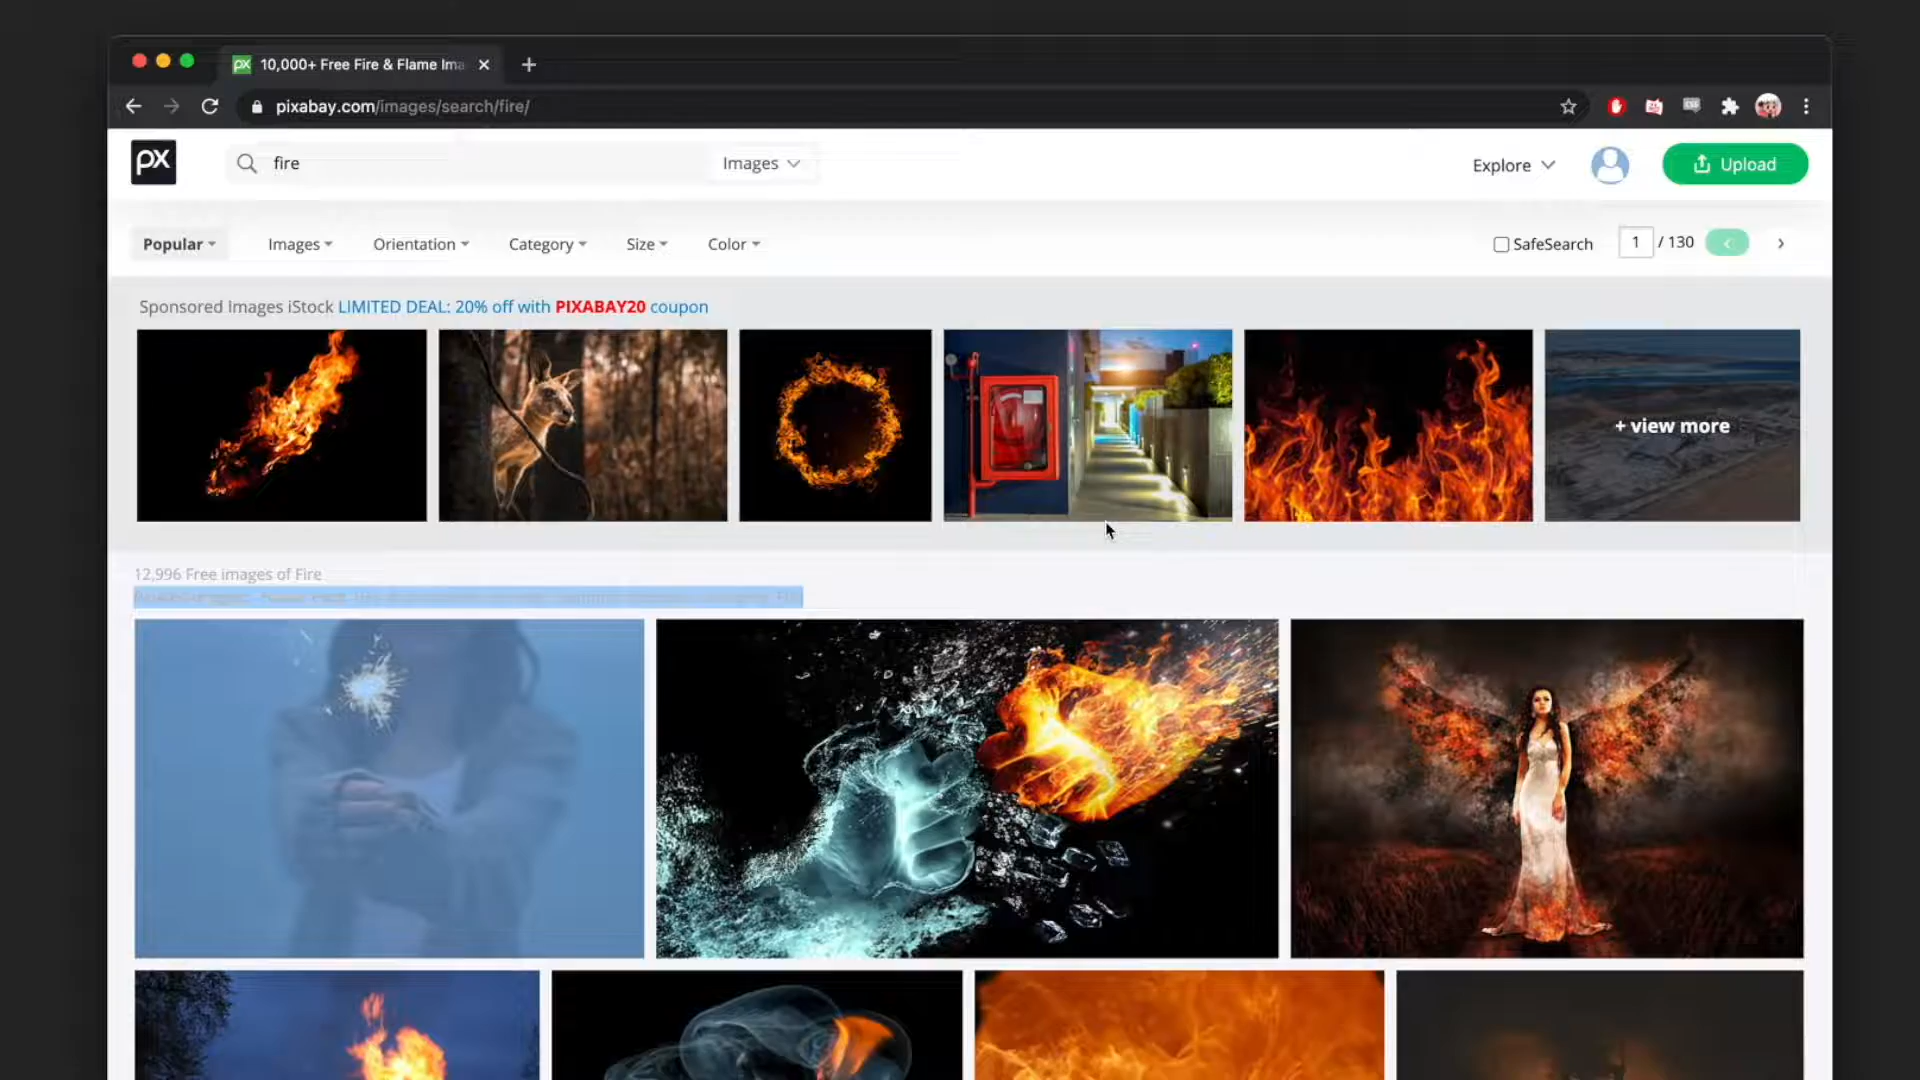 px 10,000+ Free Fire & Flame Ima
pixabay.com/images/search/fire/
px fire Images Explore Upload
Popular Images Orientation Category Size Color SafeSearch 1 / 130
Sponsored Images iStock LIMITED DEAL: 20% off with PIXABAY20 coupon
+ view more
12,996 Free images of Fire